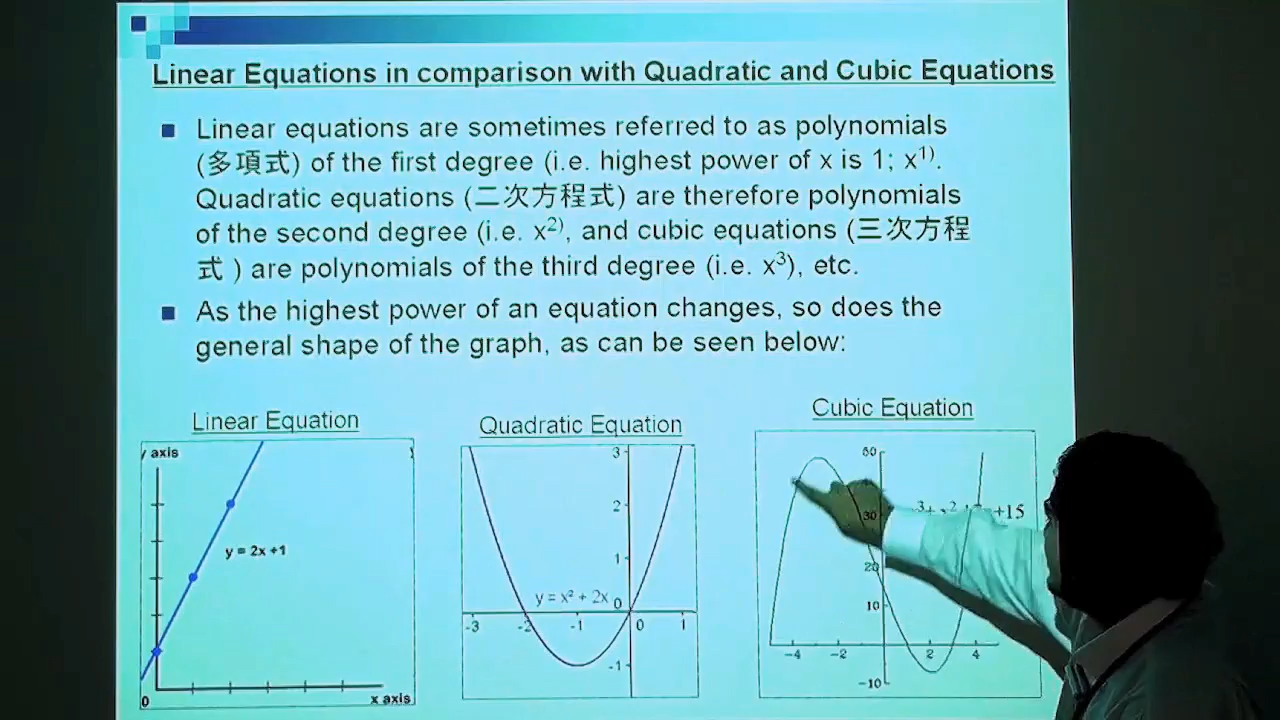 Linear Equations in comparison with Quadratic and Cubic Equations
■ Linear equations are sometimes referred to as polynomials
(多項式) of the first degree (i.e. highest power of x is 1; x¹⁾.
Quadratic equations (二次方程式) are therefore polynomials
of the second degree (i.e. x²⁾, and cubic equations (三次方程
式 ) are polynomials of the third degree (i.e. x³), etc.
■ As the highest power of an equation changes, so does the
general shape of the graph, as can be seen below:
Linear Equation
y axis
y = 2x +1
0
x axis
Quadratic Equation
3
2
1
y = x² + 2x
0
-3 -2 -1 0 1
-1
Cubic Equation
30
+15
20
10
-4 -2 2 4
-10